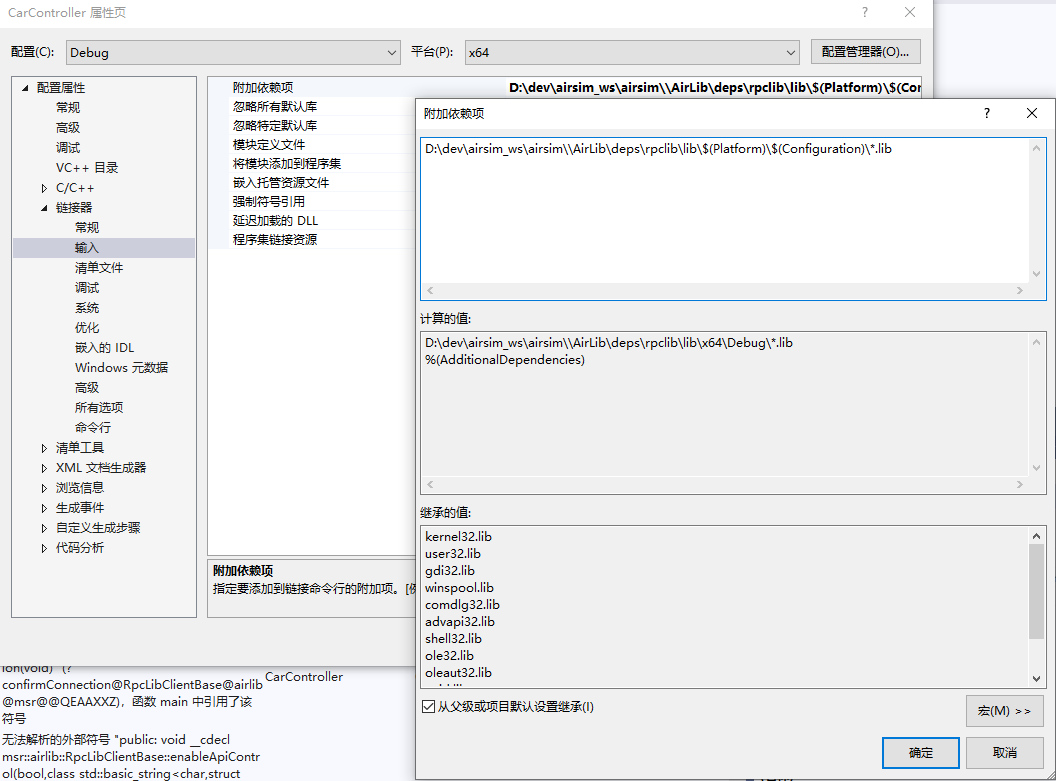 CarController 属性页
配置(C):
Debug
平台(P):
x64
配置管理器(O)...
配置属性
常规
高级
调试
VC++ 目录
C/C++
链接器
常规
输入
清单文件
调试
系统
优化
嵌入的 IDL
Windows 元数据
高级
所有选项
命令行
清单工具
XML 文档生成器
浏览信息
生成事件
自定义生成步骤
代码分析
附加依赖项
D:\dev\airsim_ws\airsim\\AirLib\deps\rpclib\lib\$(Platform)\$(Cor
忽略所有默认库
忽略特定默认库
模块定义文件
将模块添加到程序集
嵌入托管资源文件
强制符号引用
延迟加载的 DLL
程序集链接资源
附加依赖项
指定要添加到链接命令行的附加项。
附加依赖项
D:\dev\airsim_ws\airsim\\AirLib\deps\rpclib\lib\$(Platform)\$(Configuration)\*.lib
计算的值:
D:\dev\airsim_ws\airsim\\AirLib\deps\rpclib\lib\x64\Debug\*.lib
%(AdditionalDependencies)
继承的值:
kernel32.lib
user32.lib
gdi32.lib
winspool.lib
comdlg32.lib
advapi32.lib
shell32.lib
ole32.lib
oleaut32.lib
从父级或项目默认设置继承(I)
宏(M) >>
确定
取消
ion(void)" (?
confirmConnection@RpcLibClientBase@airlib
@msr@@QEAAXXZ)，函数 main 中引用了该
符号
CarController
无法解析的外部符号 "public: void __cdecl
msr::airlib::RpcLibClientBase::enableApiContr
ol(bool,class std::basic_string<char,struct